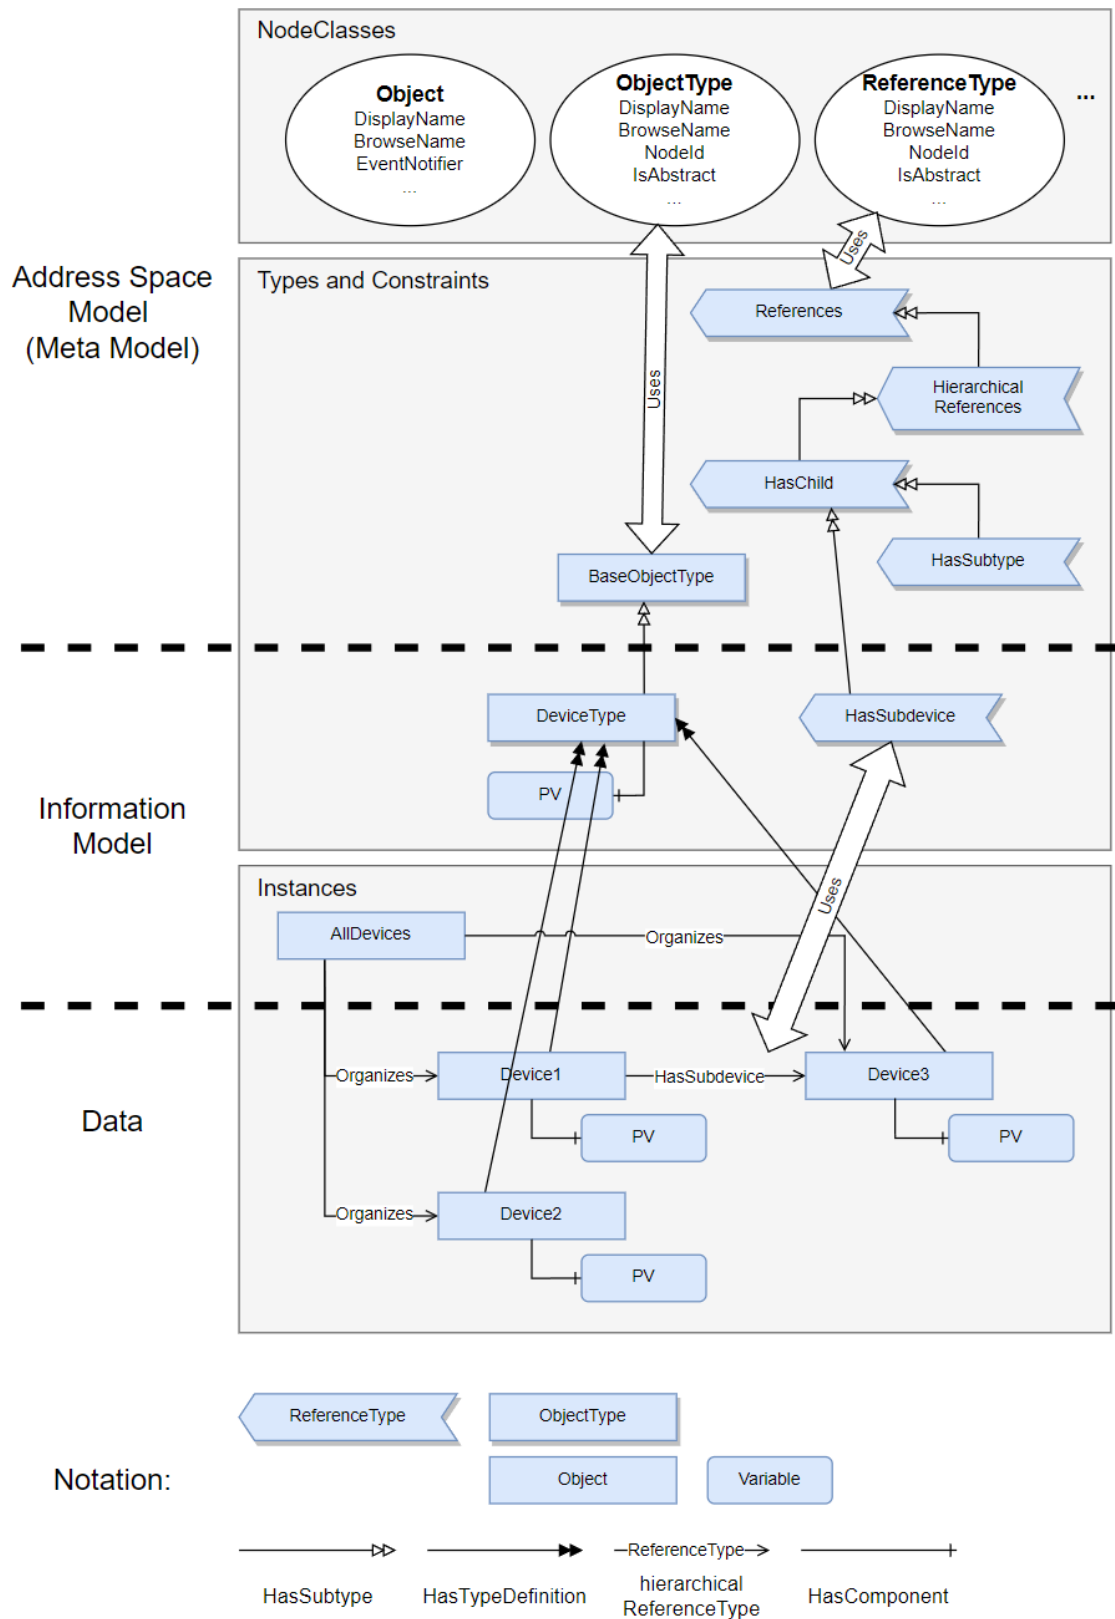 NodeClasses
Object
DisplayName
BrowseName
EventNotifier
...
ObjectType
DisplayName
BrowseName
NodeId
IsAbstract
...
ReferenceType
DisplayName
BrowseName
NodeId
IsAbstract
...
...
Uses
Address Space
Model
(Meta Model)
Types and Constraints
References
Uses
Hierarchical
References
HasChild
HasSubtype
BaseObjectType
DeviceType
HasSubdevice
PV
Information
Model
Uses
Instances
AllDevices
Organizes
Organizes
Device1
HasSubdevice
Device3
Data
PV
PV
Organizes
Device2
PV
ReferenceType
ObjectType
Notation:
Object
Variable
ReferenceType
HasSubtype
HasTypeDefinition
hierarchical
ReferenceType
HasComponent